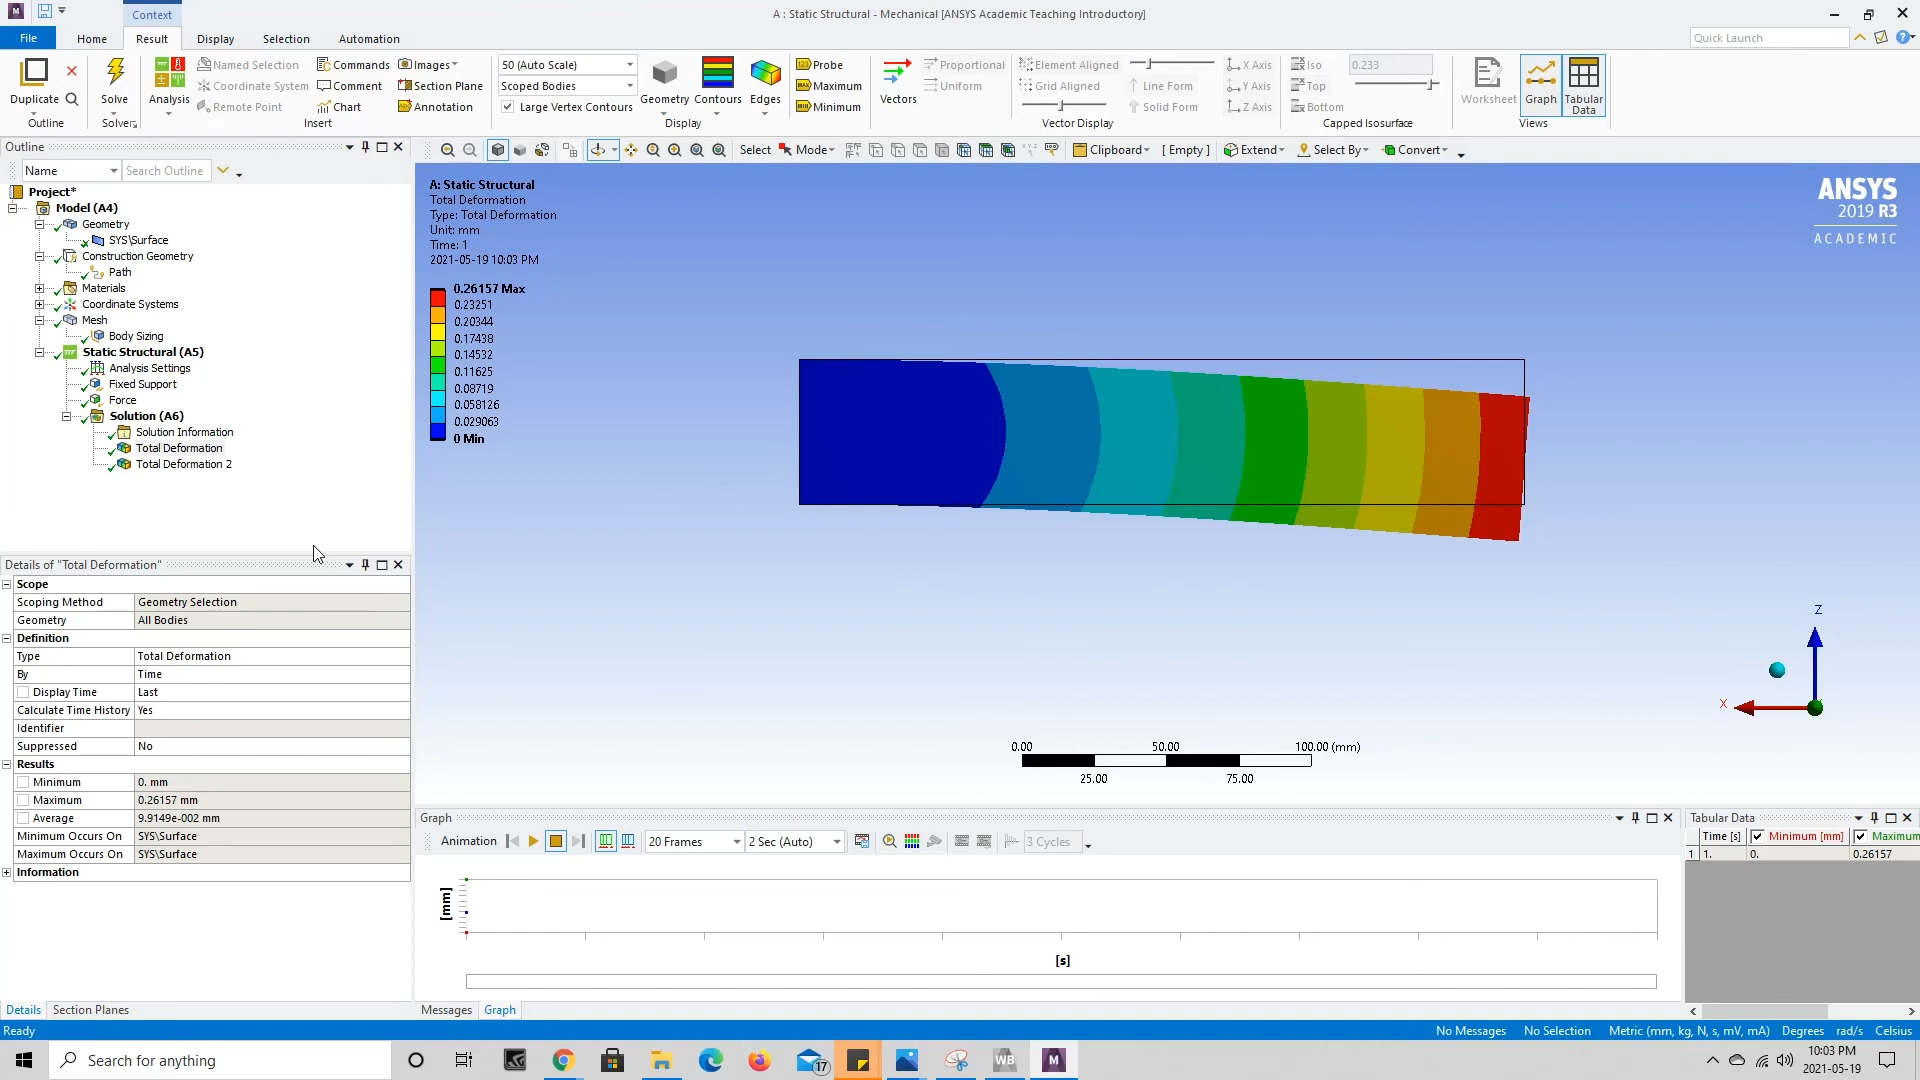 Context
A : Static Structural - Mechanical [ANSYS Academic Teaching Introductory]
File Home Result Display Selection Automation
Quick Launch
Duplicate
Outline
Solve
Solver
Analysis
Named Selection
Coordinate System
Remote Point
Commands
Comment
Chart
Images
Section Plane
Annotation
Insert
50 (Auto Scale)
Scoped Bodies
Large Vertex Contours
Geometry
Contours
Edges
Display
Probe
Maximum
Minimum
Vectors
Proportional
Uniform
Element Aligned
Grid Aligned
Line Form
Solid Form
X Axis
Y Axis
Z Axis
Vector Display
Iso
Top
Bottom
0.233
Capped Isosurface
Worksheet
Graph
Tabular Data
Views
Outline
Name
Search Outline
Select Mode Clipboard [ Empty ] Extend Select By Convert
Project*
Model (A4)
Geometry
SYS\Surface
Construction Geometry
Path
Materials
Coordinate Systems
Mesh
Body Sizing
Static Structural (A5)
Analysis Settings
Fixed Support
Force
Solution (A6)
Solution Information
Total Deformation
Total Deformation 2
A: Static Structural
Total Deformation
Type: Total Deformation
Unit: mm
Time: 1
2021-05-19 10:03 PM
0.26157 Max
0.23251
0.20344
0.17438
0.14532
0.11625
0.08719
0.058126
0.029063
0 Min
ANSYS
2019 R3
ACADEMIC
Z
X
0.00 50.00 100.00 (mm)
25.00 75.00
Details of "Total Deformation"
Scope
Scoping Method Geometry Selection
Geometry All Bodies
Definition
Type Total Deformation
By Time
Display Time Last
Calculate Time History Yes
Identifier
Suppressed No
Results
Minimum 0. mm
Maximum 0.26157 mm
Average 9.9149e-002 mm
Minimum Occurs On SYS\Surface
Maximum Occurs On SYS\Surface
Information
Details Section Planes
Graph
Animation 20 Frames 2 Sec (Auto) 3 Cycles
[mm]
[s]
Messages Graph
Tabular Data
Time [s] Minimum [mm] Maximum
1 1. 0. 0.26157
Ready
No Messages No Selection Metric (mm, kg, N, s, mV, mA) Degrees rad/s Celsius
Search for anything
17
WB
M
10:03 PM
2021-05-19